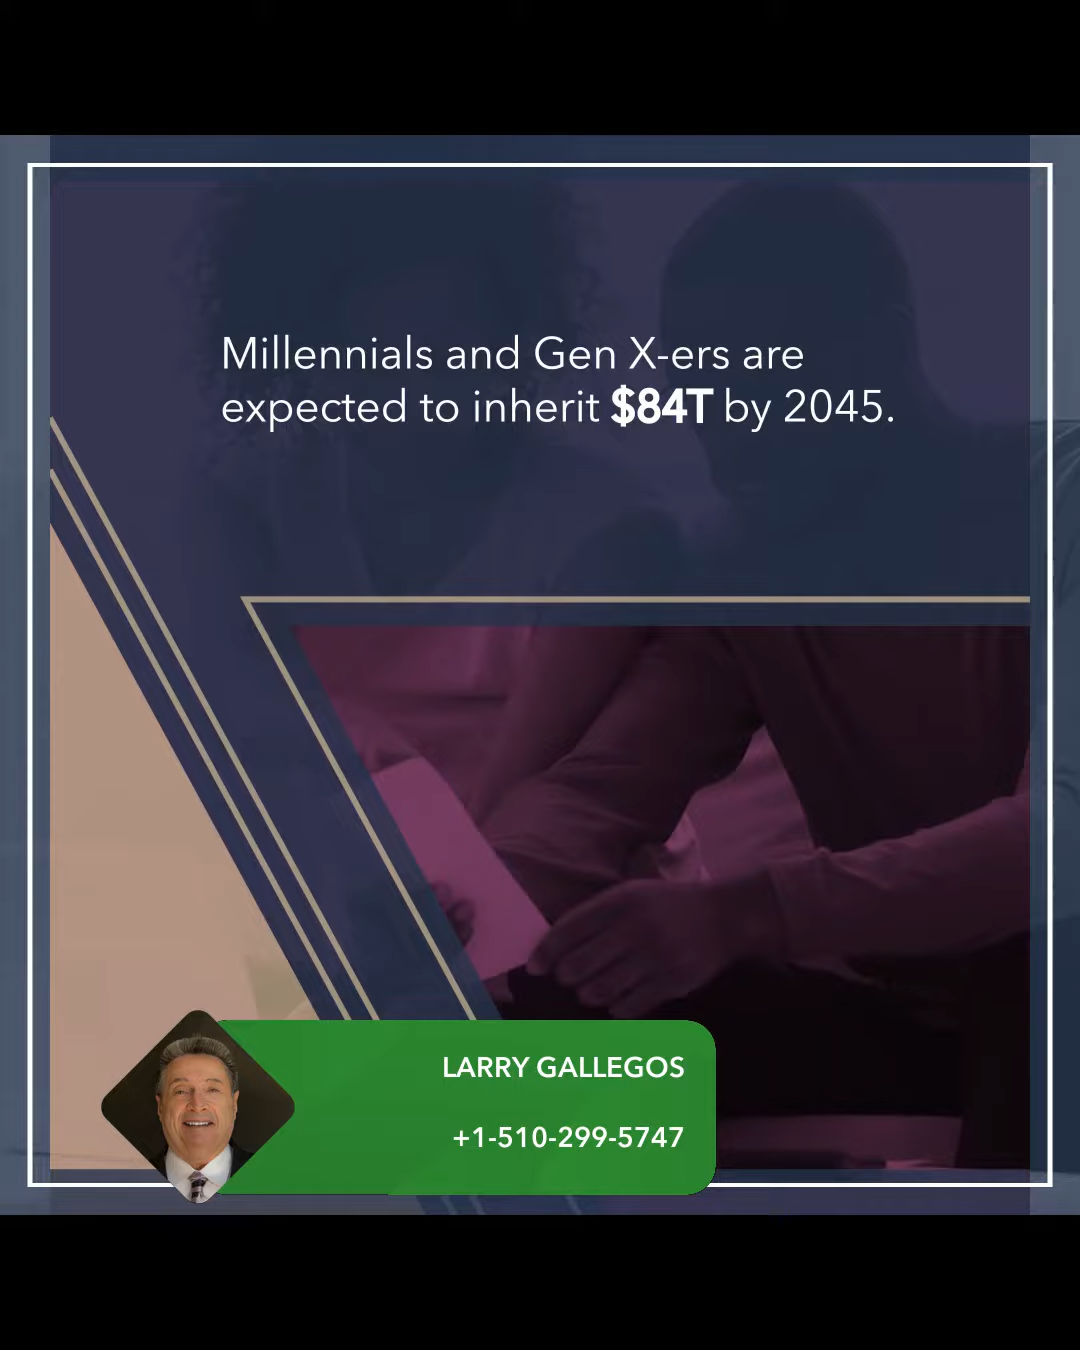 Millennials and Gen X-ers are
expected to inherit $84T by 2045.
LARRY GALLEGOS
+1-510-299-5747